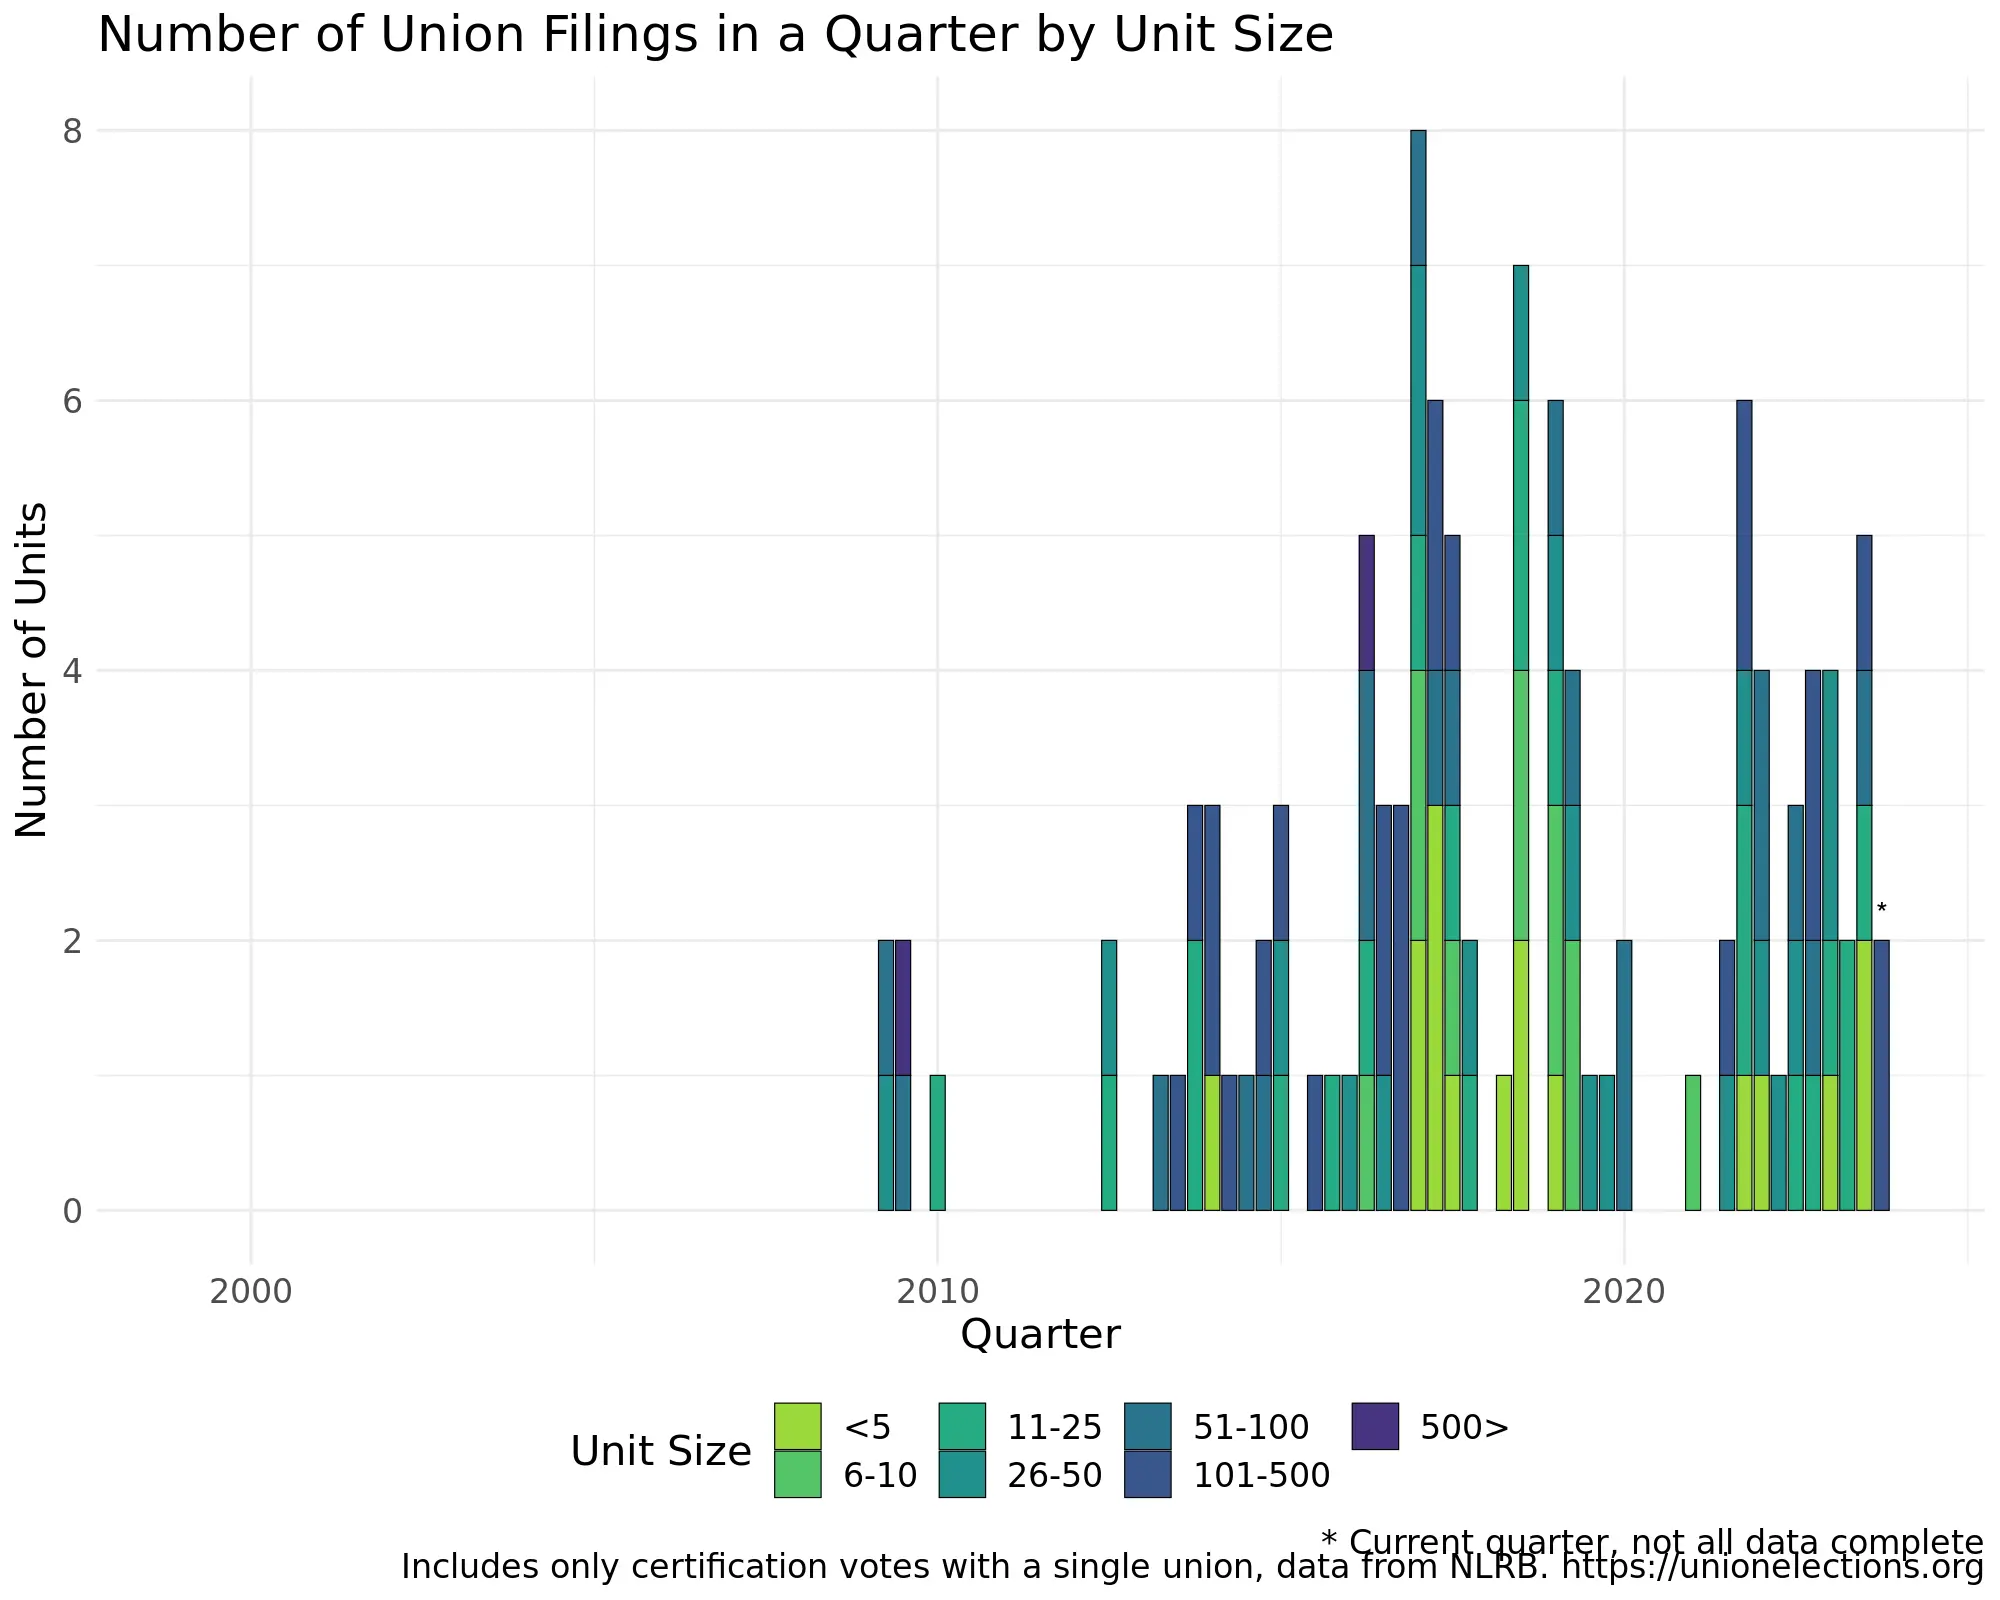 Number of Union Filings in a Quarter by Unit Size
Number of Units
8
6
4
2
0
*
2000 2010 2020
Quarter
Unit Size
<5 11-25 51-100 500>
6-10 26-50 101-500
* Current quarter, not all data complete
Includes only certification votes with a single union, data from NLRB. https://unionelections.org